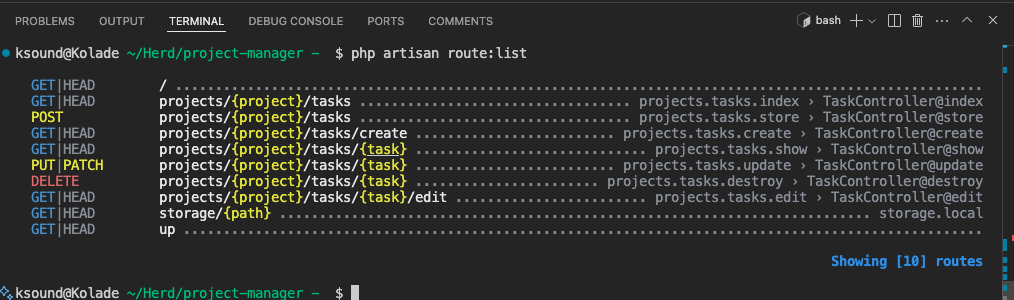 PROBLEMS OUTPUT TERMINAL DEBUG CONSOLE PORTS COMMENTS bash
ksound@Kolade ~/Herd/project-manager - $ php artisan route:list
GET|HEAD / ....................................................................................................
GET|HEAD projects/{project}/tasks .................................. projects.tasks.index › TaskController@index
POST projects/{project}/tasks .................................. projects.tasks.store › TaskController@store
GET|HEAD projects/{project}/tasks/create ......................... projects.tasks.create › TaskController@create
GET|HEAD projects/{project}/tasks/{task} ............................. projects.tasks.show › TaskController@show
PUT|PATCH projects/{project}/tasks/{task} ......................... projects.tasks.update › TaskController@update
DELETE projects/{project}/tasks/{task} ....................... projects.tasks.destroy › TaskController@destroy
GET|HEAD projects/{project}/tasks/{task}/edit ........................ projects.tasks.edit › TaskController@edit
GET|HEAD storage/{path} .......................................................................... storage.local
GET|HEAD up ...................................................................................................
Showing [10] routes
ksound@Kolade ~/Herd/project-manager - $